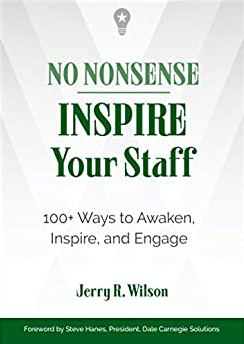 NO NONSENSE
INSPIRE
Your Staff
100+ Ways to Awaken,
Inspire, and Engage
Jerry R. Wilson
Foreword by Steve Hanes, President, Dale Carnegie Solutions